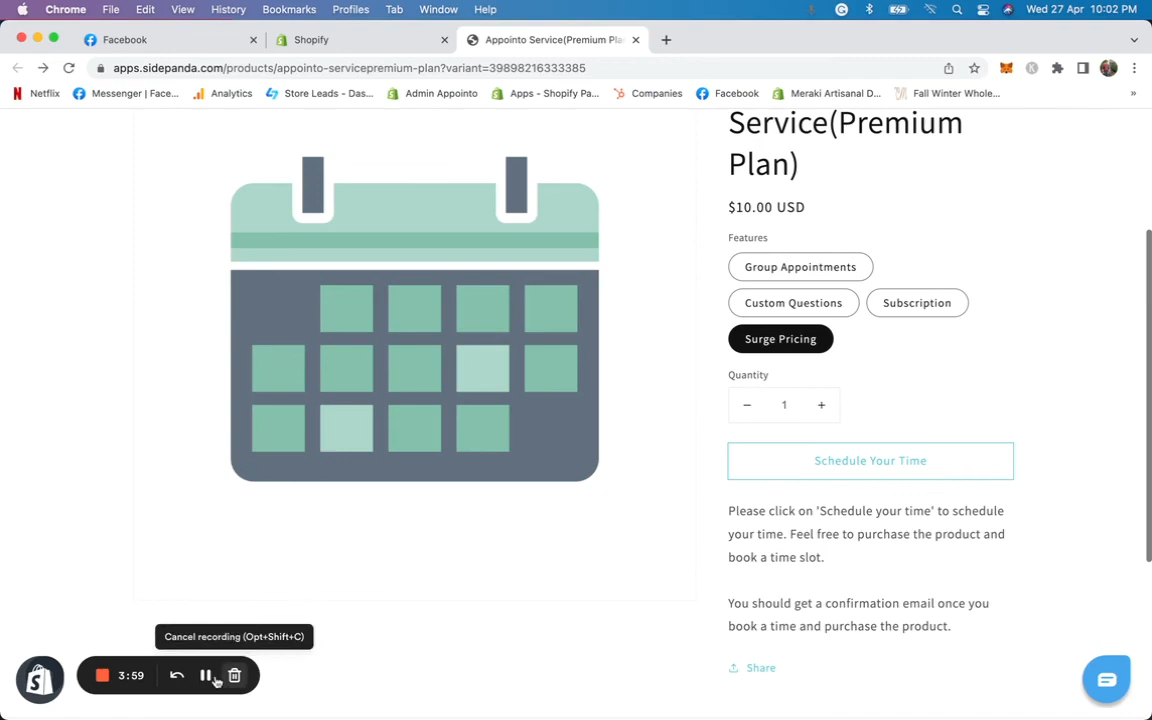 Chrome File Edit View History Bookmarks Profiles Tab Window Help Wed 27 Apr 10:02 PM
Facebook Shopify Appointo Service(Premium Pla
apps.sidepanda.com/products/appointo-servicepremium-plan?variant=39898216333385
Netflix Messenger | Face... Analytics Store Leads - Das... Admin Appointo Apps - Shopify Pa... Companies Facebook Meraki Artisanal D... Fall Winter Whole... »
Service(Premium
Plan)
$10.00 USD
Features
Group Appointments
Custom Questions Subscription
Surge Pricing
Quantity
− 1 +
Schedule Your Time
Please click on 'Schedule your time' to schedule
your time. Feel free to purchase the product and
book a time slot.
You should get a confirmation email once you
book a time and purchase the product.
Share
Cancel recording (Opt+Shift+C)
3:59